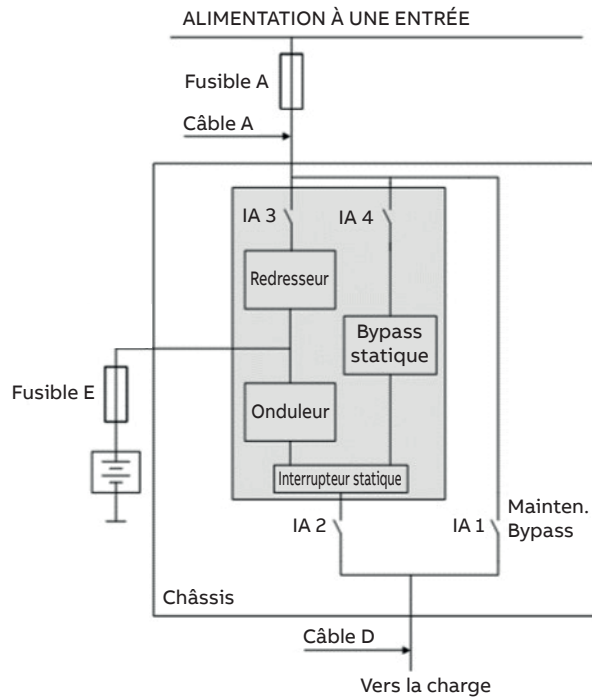 ALIMENTATION À UNE ENTRÉE
Fusible A
Câble A
IA 3
IA 4
Redresseur
Bypass
statique
Fusible E
Onduleur
Interrupteur statique
IA 2
IA 1
Mainten.
Bypass
Châssis
Câble D
Vers la charge